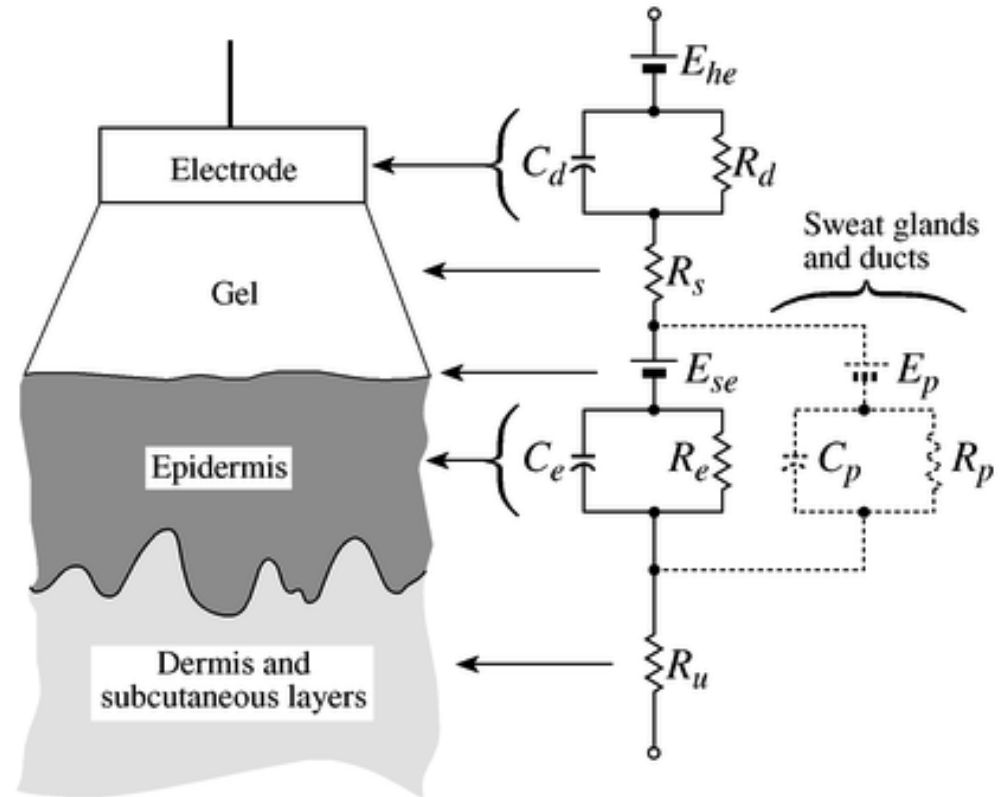 E_he
Electrode
C_d
R_d
Sweat glands
and ducts
Gel
R_s
E_se
E_p
Epidermis
C_e
R_e
C_p
R_p
Dermis and
subcutaneous layers
R_u